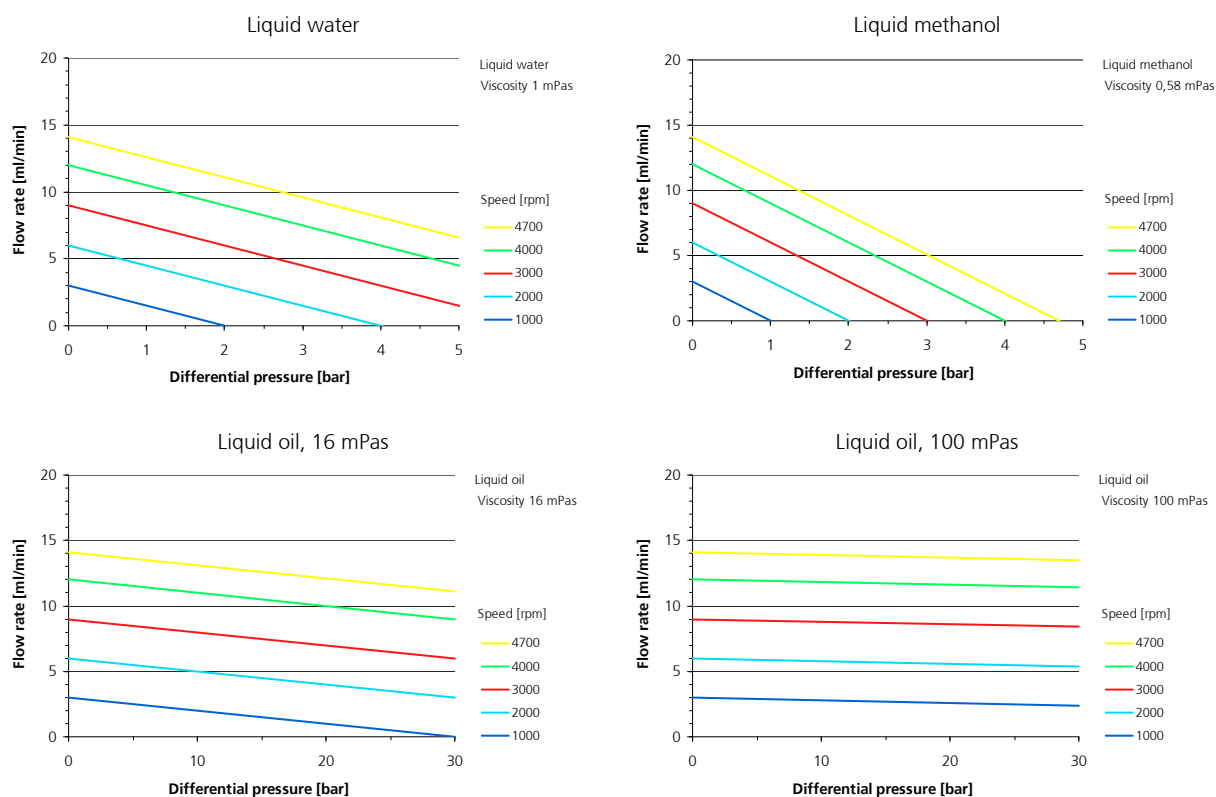 Liquid water
20
15
10
5
0
Flow rate [ml/min]
0 1 2 3 4 5
Differential pressure [bar]
Liquid water
Viscosity 1 mPas
Speed [rpm]
4700
4000
3000
2000
1000
Liquid methanol
20
15
10
5
0
Flow rate [ml/min]
0 1 2 3 4 5
Differential pressure [bar]
Liquid methanol
Viscosity 0,58 mPas
Speed [rpm]
4700
4000
3000
2000
1000
Liquid oil, 16 mPas
20
15
10
5
0
Flow rate [ml/min]
0 10 20 30
Differential pressure [bar]
Liquid oil
Viscosity 16 mPas
Speed [rpm]
4700
4000
3000
2000
1000
Liquid oil, 100 mPas
20
15
10
5
0
Flow rate [ml/min]
0 10 20 30
Differential pressure [bar]
Liquid oil
Viscosity 100 mPas
Speed [rpm]
4700
4000
3000
2000
1000